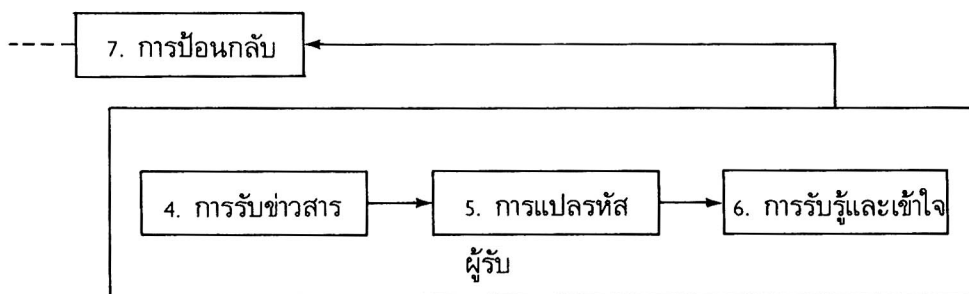 7. การป้อนกลับ
4. การรับข่าวสาร
5. การแปลรหัส
6. การรับรู้และเข้าใจ
ผู้รับ